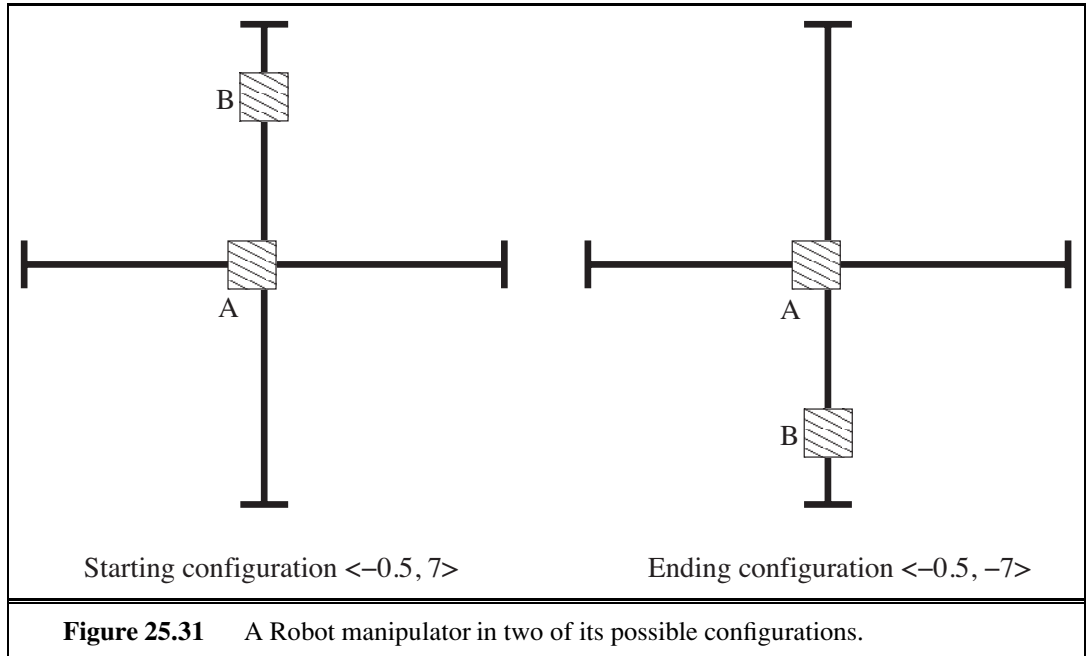 B
A
Starting configuration <–0.5, 7>
A
B
Ending configuration <–0.5, –7>
Figure 25.31 A Robot manipulator in two of its possible configurations.